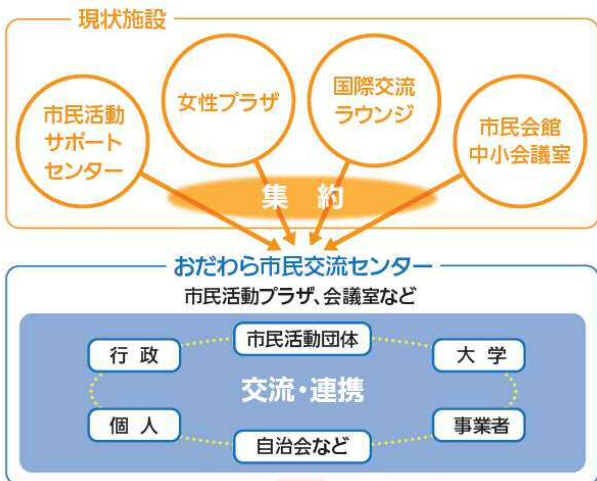 現状施設
市民活動
サポート
センター
女性プラザ
国際交流
ラウンジ
市民会館
中小会議室
集 約
おだわら市民交流センター
市民活動プラザ、会議室など
行 政
市民活動団体
大 学
交流・連携
個 人
自治会など
事業者